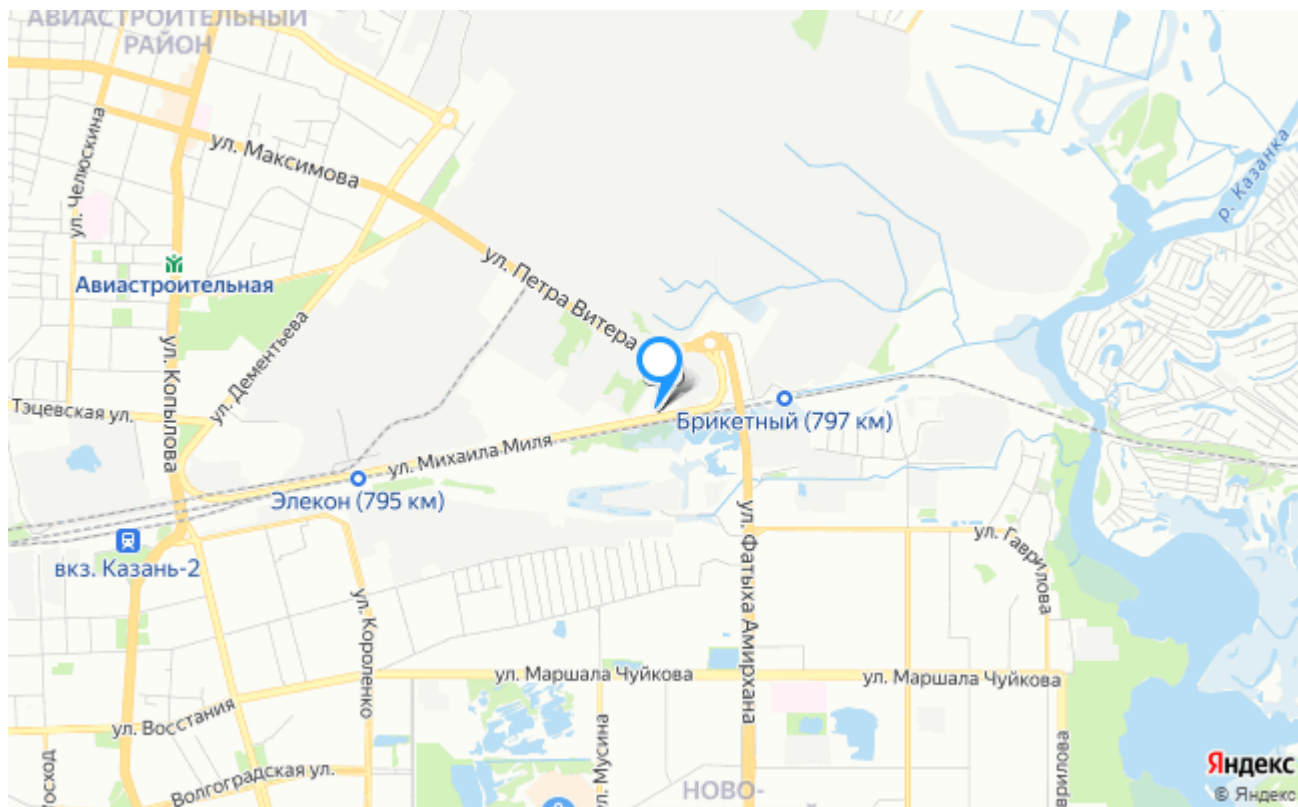 АВИАСТРОИТЕЛЬНЫЙ
РАЙОН
ул. Челюскина
ул. Максимова
р. Казанка
ул. Петра Витера
Авиастроительная
ул. Копылова
ул. Дементьева
Тэцевская ул.
Брикетный (797 км)
ул. Михаила Миля
Элекон (795 км)
вкз. Казань-2
ул. Фатыха Амирхана
ул. Гаврилова
ул. Короленко
ул. Маршала Чуйкова
ул. Маршала Чуйкова
ул. Восстания
ул. Мусина
Волгоградская ул.
НОВО-
Яндекс
© Яндекс